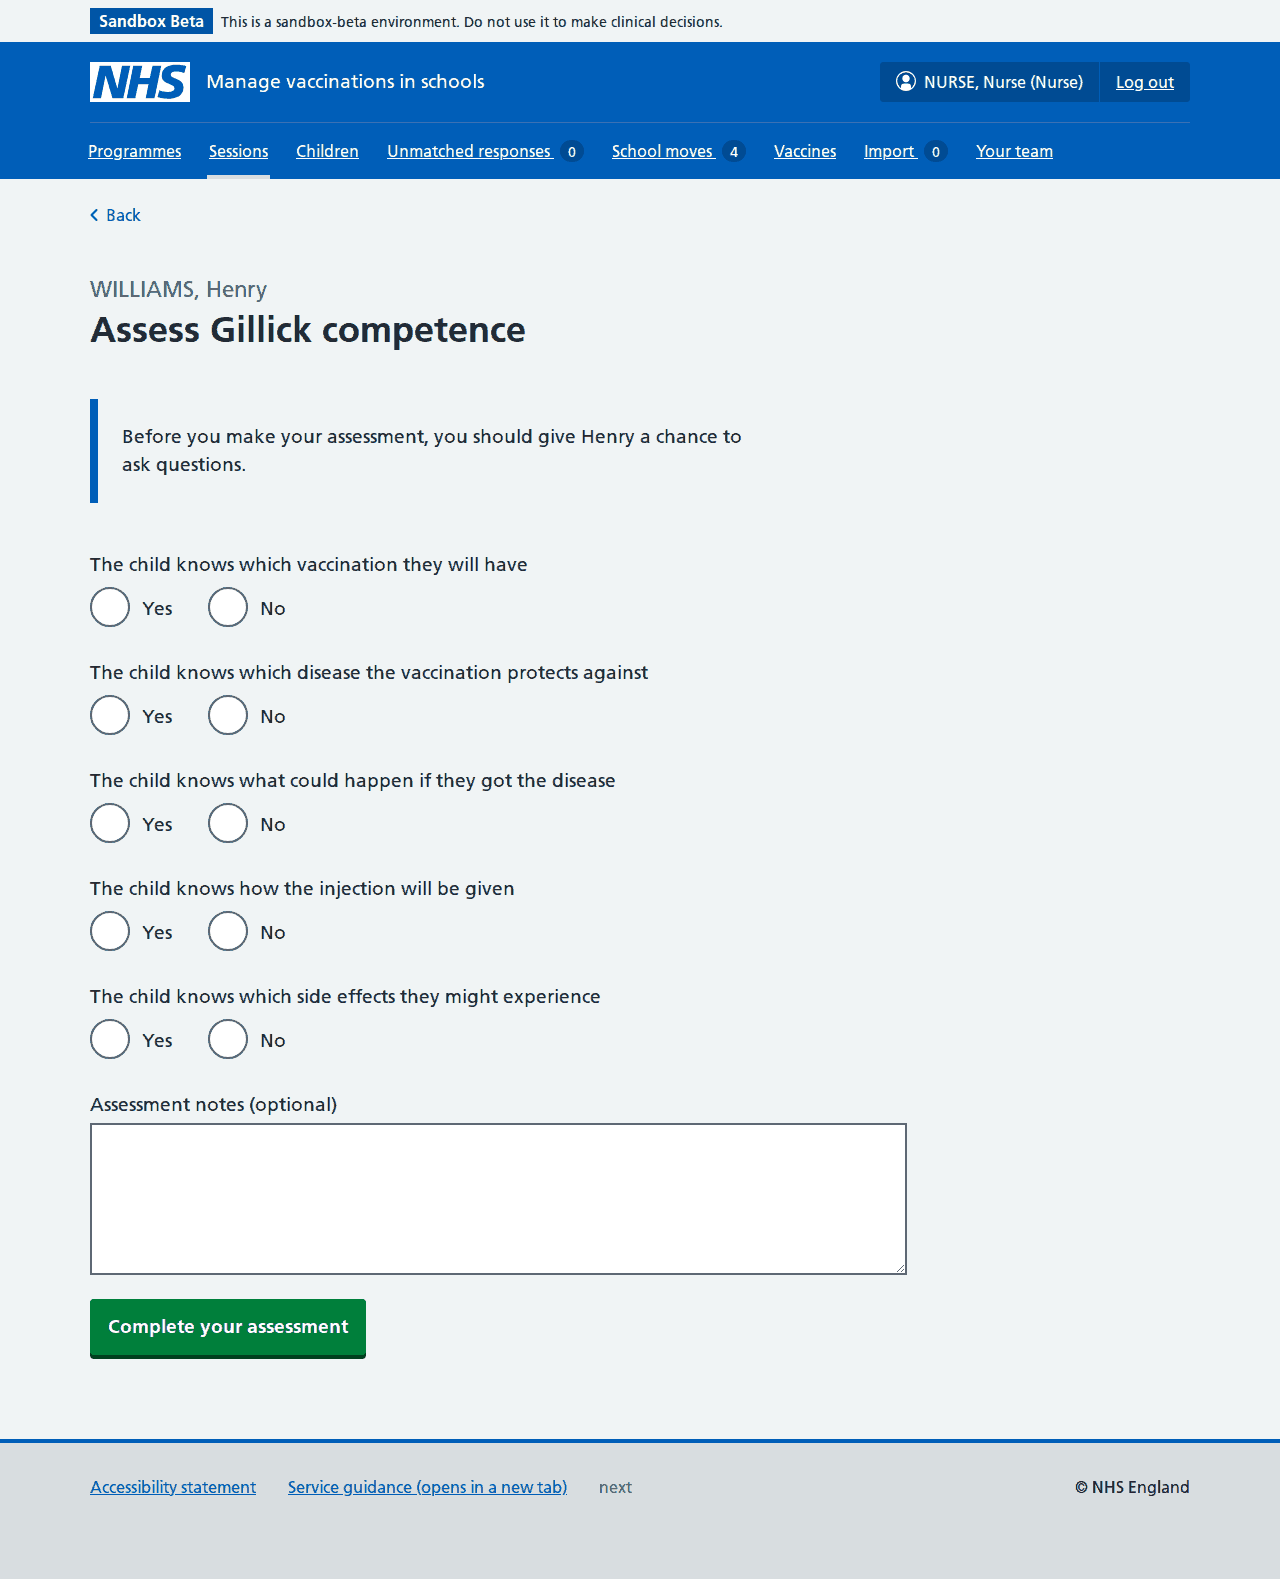 Sandbox Beta This is a sandbox-beta environment. Do not use it to make clinical decisions.
NHS Manage vaccinations in schools NURSE, Nurse (Nurse) Log out
Programmes Sessions Children Unmatched responses 0 School moves 4 Vaccines Import 0 Your team
Back
WILLIAMS, Henry
Assess Gillick competence
Before you make your assessment, you should give Henry a chance to
ask questions.
The child knows which vaccination they will have
Yes No
The child knows which disease the vaccination protects against
Yes No
The child knows what could happen if they got the disease
Yes No
The child knows how the injection will be given
Yes No
The child knows which side effects they might experience
Yes No
Assessment notes (optional)
Complete your assessment
Accessibility statement Service guidance (opens in a new tab) next © NHS England